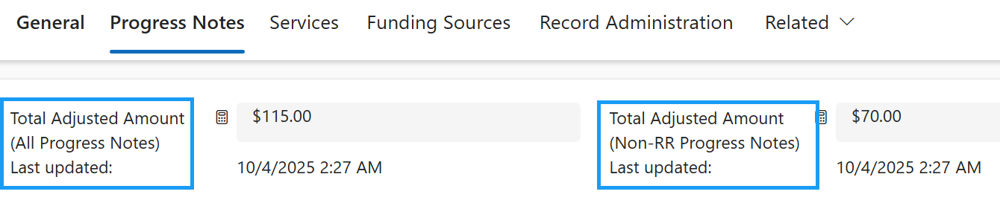 General Progress Notes Services Funding Sources Record Administration Related
Total Adjusted Amount
(All Progress Notes)
Last updated:
$115.00
10/4/2025 2:27 AM
Total Adjusted Amount
(Non-RR Progress Notes)
Last updated:
$70.00
10/4/2025 2:27 AM